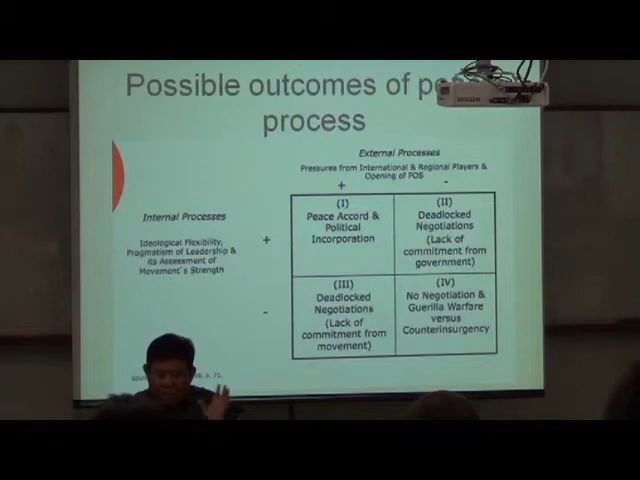 Possible outcomes of
process
External Processes
Pressures from International & Regional Players &
Opening of POS
+ -
Internal Processes
Ideological Flexibility,
Pragmatism of Leadership &
its Assessment of
Movement's Strength
+
(I)
Peace Accord &
Political
Incorporation
(II)
Deadlocked
Negotiations
(Lack of
commitment from
government)
-
(III)
Deadlocked
Negotiations
(Lack of
commitment from
movement)
(IV)
No Negotiation &
Guerilla Warfare
versus
Counterinsurgency
p. 71.